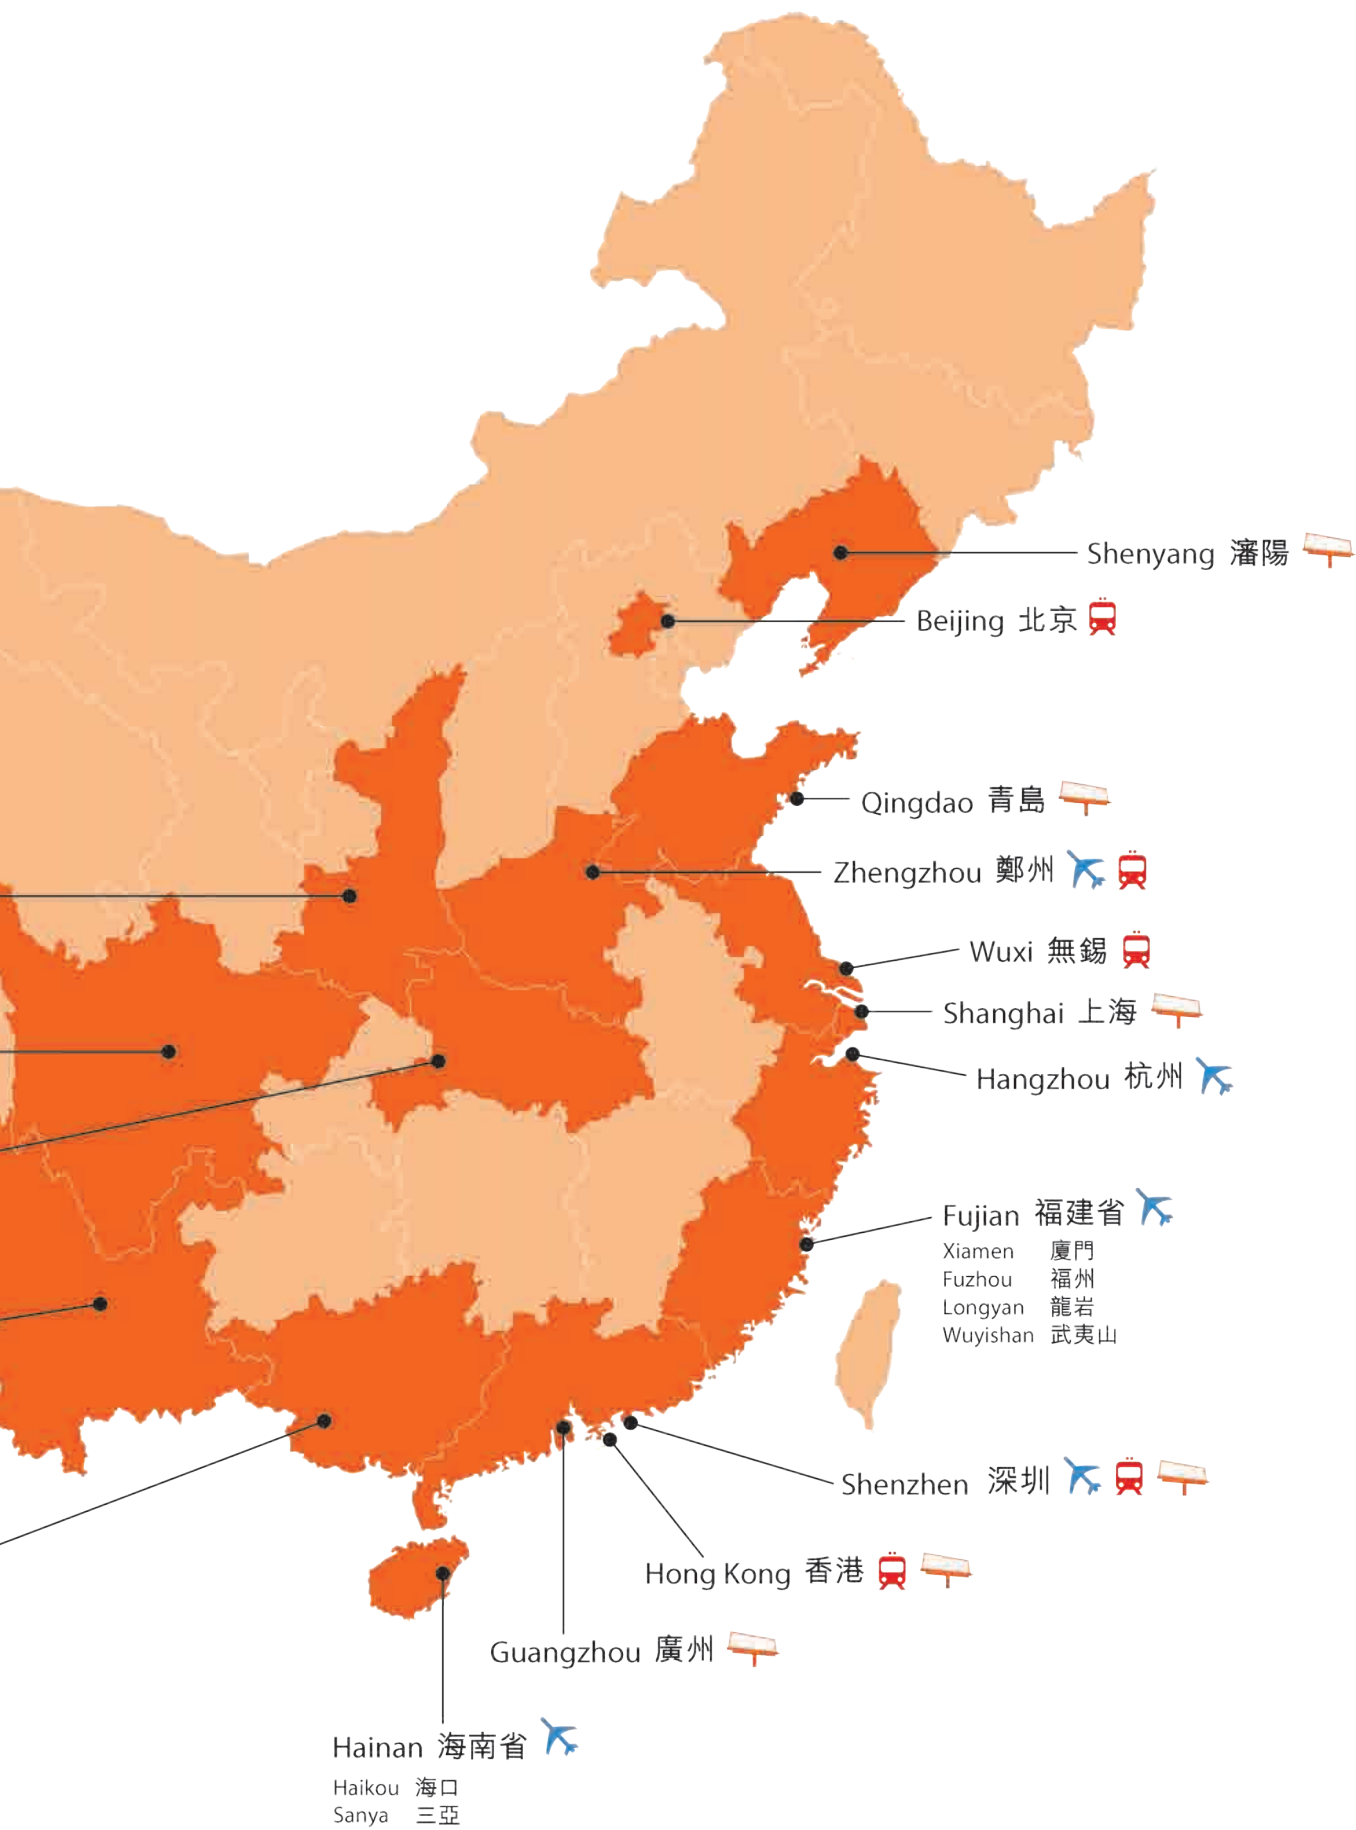 Shenyang 瀋陽
Beijing 北京
Qingdao 青島
Zhengzhou 鄭州
Wuxi 無錫
Shanghai 上海
Hangzhou 杭州
Fujian 福建省
Xiamen 廈門
Fuzhou 福州
Longyan 龍岩
Wuyishan 武夷山
Shenzhen 深圳
Hong Kong 香港
Guangzhou 廣州
Hainan 海南省
Haikou 海口
Sanya 三亞